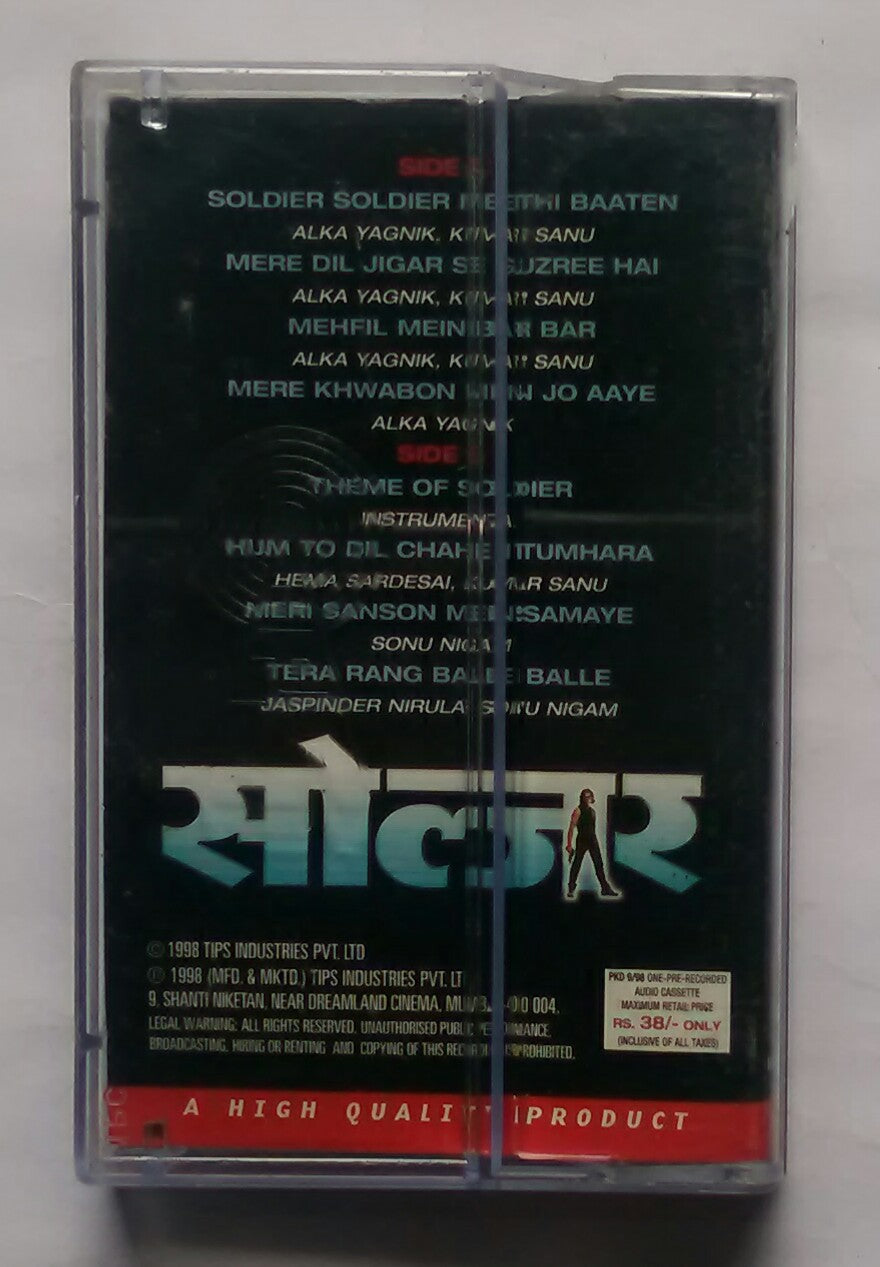 SIDE A
SOLDIER SOLDIER MEETHI BAATEN
ALKA YAGNIK, KUMAR SANU
MERE DIL JIGAR SE GUZREE HAI
ALKA YAGNIK, KUMAR SANU
MEHFIL MEIN BAR BAR
ALKA YAGNIK, KUMAR SANU
MERE KHWABON MEIN JO AAYE
ALKA YAGNIK
SIDE B
THEME OF SOLDIER
INSTRUMENTAL
HUM TO DIL CHAHEN TUMHARA
HEMA SARDESAI, KUMAR SANU
MERI SANSON MEIN SAMAYE
SONU NIGAM
TERA RANG BALLE BALLE
JASPINDER NIRULA, SONU NIGAM
सोल्जर
© 1998 TIPS INDUSTRIES PVT. LTD
℗ 1998 (MFD. & MKTD.) TIPS INDUSTRIES PVT. LTD
9, SHANTI NIKETAN, NEAR DREAMLAND CINEMA, MUMBAI-400 004.
LEGAL WARNING: ALL RIGHTS RESERVED. UNAUTHORISED PUBLIC PERFORMANCE,
BROADCASTING, HIRING OR RENTING AND COPYING OF THIS RECORDING PROHIBITED.
PKD 9/98 ONE-PRE-RECORDED
AUDIO CASSETTE
MAXIMUM RETAIL PRICE
RS. 38/- ONLY
(INCLUSIVE OF ALL TAXES)
A HIGH QUALITY PRODUCT